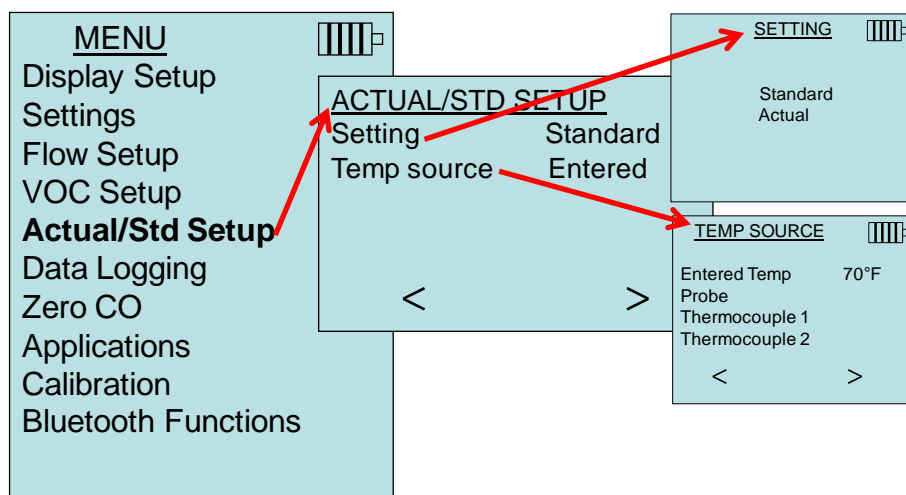 MENU
Display Setup
Settings
Flow Setup
VOC Setup
Actual/Std Setup
Data Logging
Zero CO
Applications
Calibration
Bluetooth Functions
ACTUAL/STD SETUP
Setting Standard
Temp source Entered
< >
SETTING
Standard
Actual
TEMP SOURCE
Entered Temp 70°F
Probe
Thermocouple 1
Thermocouple 2
< >